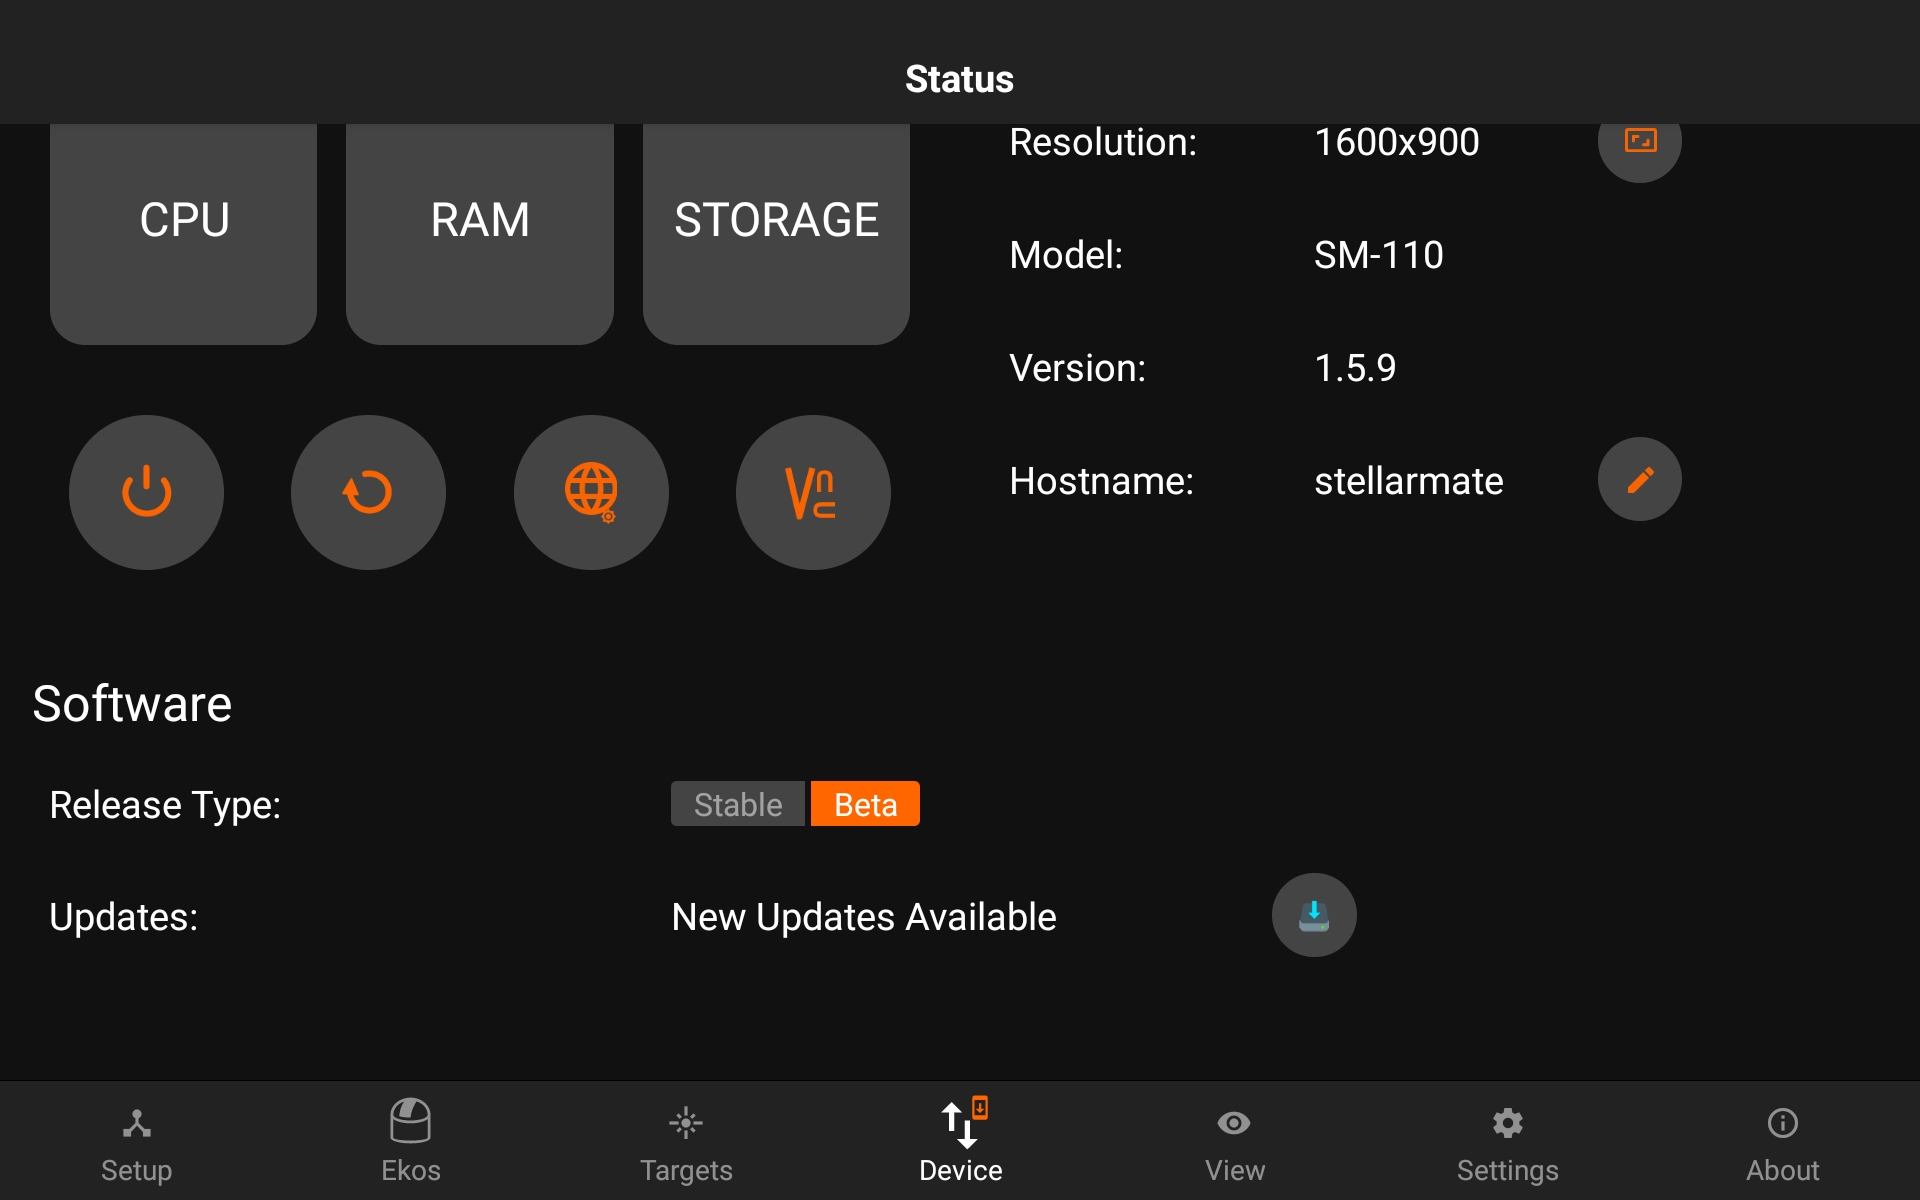 Status
CPU
RAM
STORAGE
Resolution: 1600x900
Model: SM-110
Version: 1.5.9
Hostname: stellarmate
Vnc
Software
Release Type: Stable Beta
Updates: New Updates Available
Setup
Ekos
Targets
Device
View
Settings
About